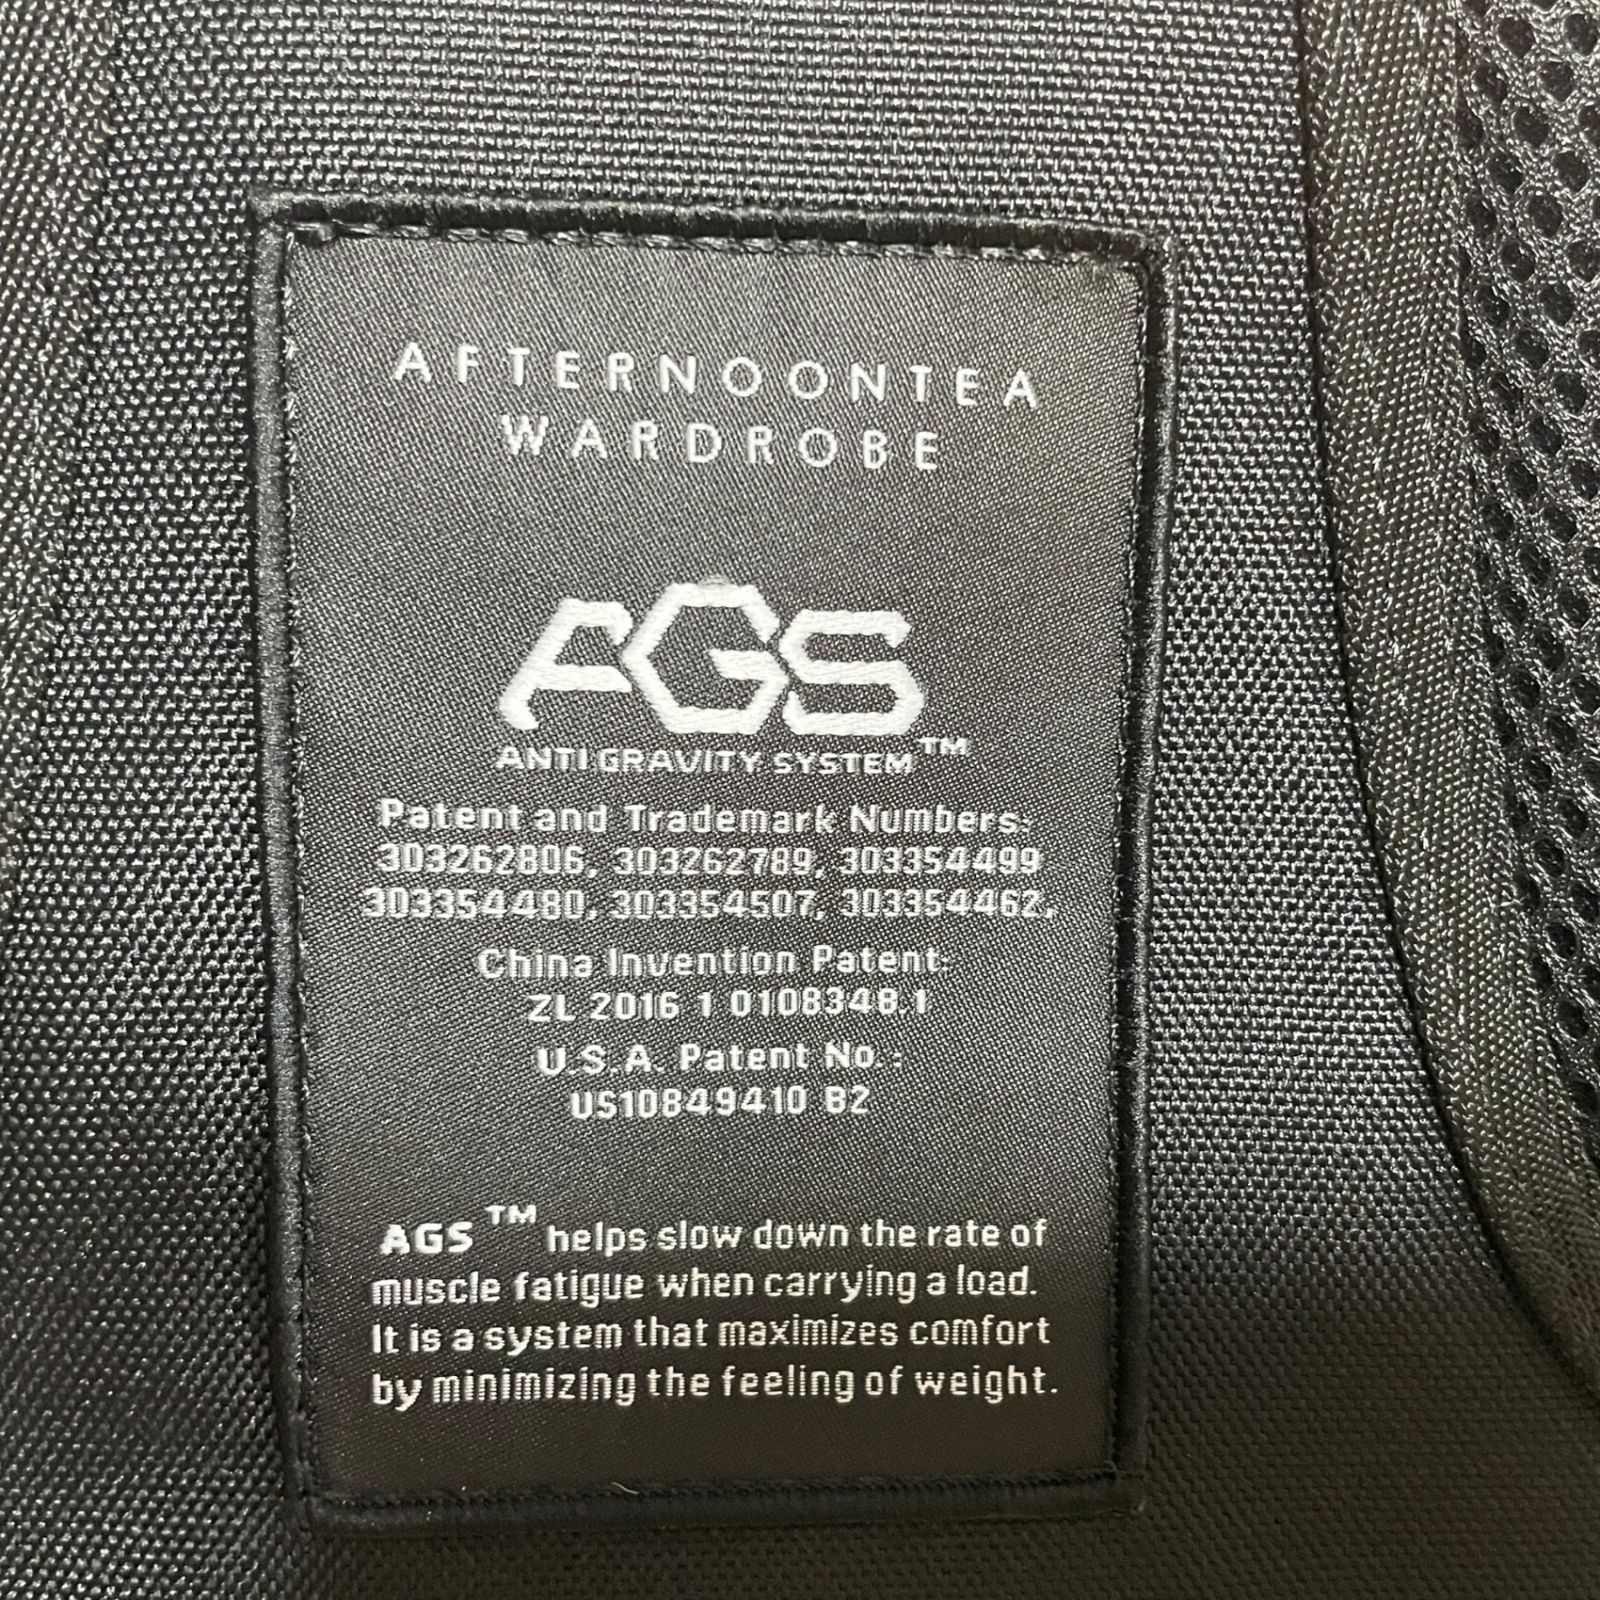 AFTERNOONTEA
WARDROBE
AGS
ANTI GRAVITY SYSTEM™
Patent and Trademark Numbers:
303262806, 303262789, 303354499
303354480, 303354507, 303354462,
China Invention Patent:
ZL 2016 1 0108348.1
U.S.A. Patent No.:
US10849410 B2
AGS™ helps slow down the rate of
muscle fatigue when carrying a load.
It is a system that maximizes comfort
by minimizing the feeling of weight.